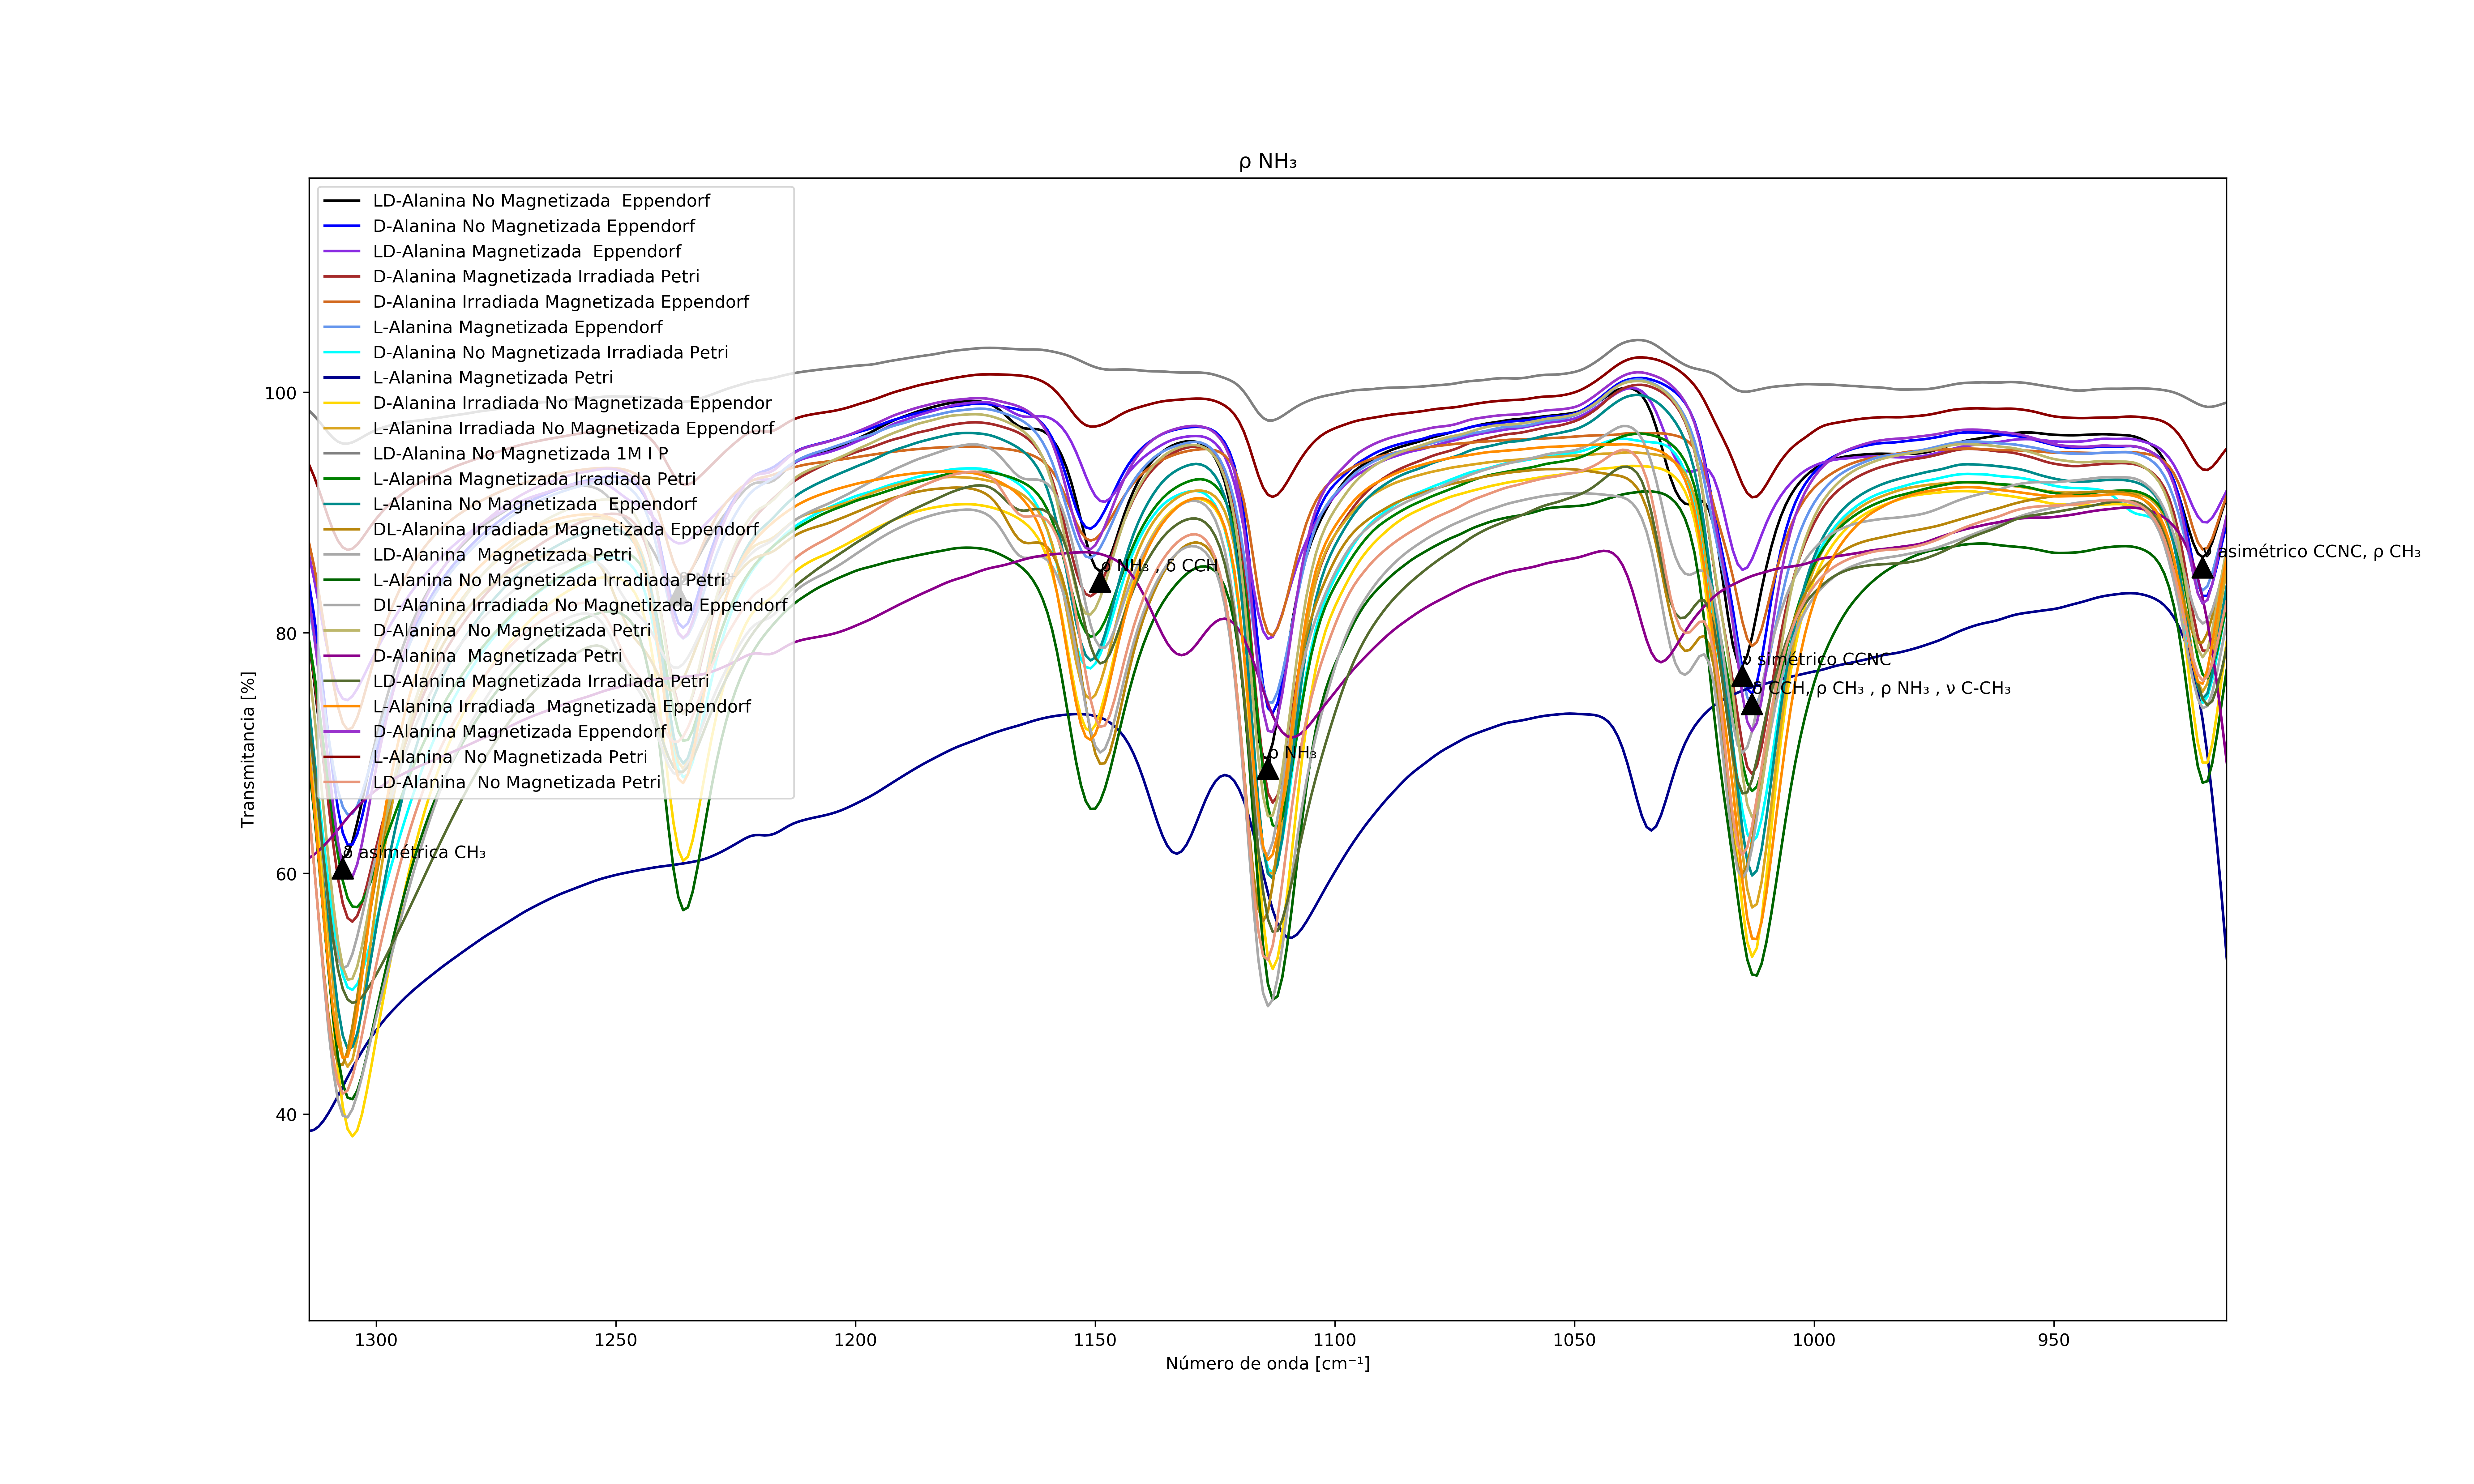 ρ NH₃
LD-Alanina No Magnetizada  Eppendorf
D-Alanina No Magnetizada Eppendorf
LD-Alanina Magnetizada  Eppendorf
D-Alanina Magnetizada Irradiada Petri
D-Alanina Irradiada Magnetizada Eppendorf
L-Alanina Magnetizada Eppendorf
D-Alanina No Magnetizada Irradiada Petri
L-Alanina Magnetizada Petri
D-Alanina Irradiada No Magnetizada Eppendor
L-Alanina Irradiada No Magnetizada Eppendorf
LD-Alanina No Magnetizada 1M I P
L-Alanina Magnetizada Irradiada Petri
L-Alanina No Magnetizada  Eppendorf
DL-Alanina Irradiada Magnetizada Eppendorf
LD-Alanina  Magnetizada Petri
L-Alanina No Magnetizada Irradiada Petri
DL-Alanina Irradiada No Magnetizada Eppendorf
D-Alanina  No Magnetizada Petri
D-Alanina  Magnetizada Petri
LD-Alanina Magnetizada Irradiada Petri
L-Alanina Irradiada  Magnetizada Eppendorf
D-Alanina Magnetizada Eppendorf
L-Alanina  No Magnetizada Petri
LD-Alanina  No Magnetizada Petri
ν asimétrico CCNC, ρ CH₃
ρ NH₃ , δ CCH
ν simétrico CCNC
δ CCH, ρ CH₃ , ρ NH₃ , ν C-CH₃
ρ NH₃
δ asimétrica CH₃
100
80
60
40
Transmitancia [%]
1300 1250 1200 1150 1100 1050 1000 950
Número de onda [cm⁻¹]